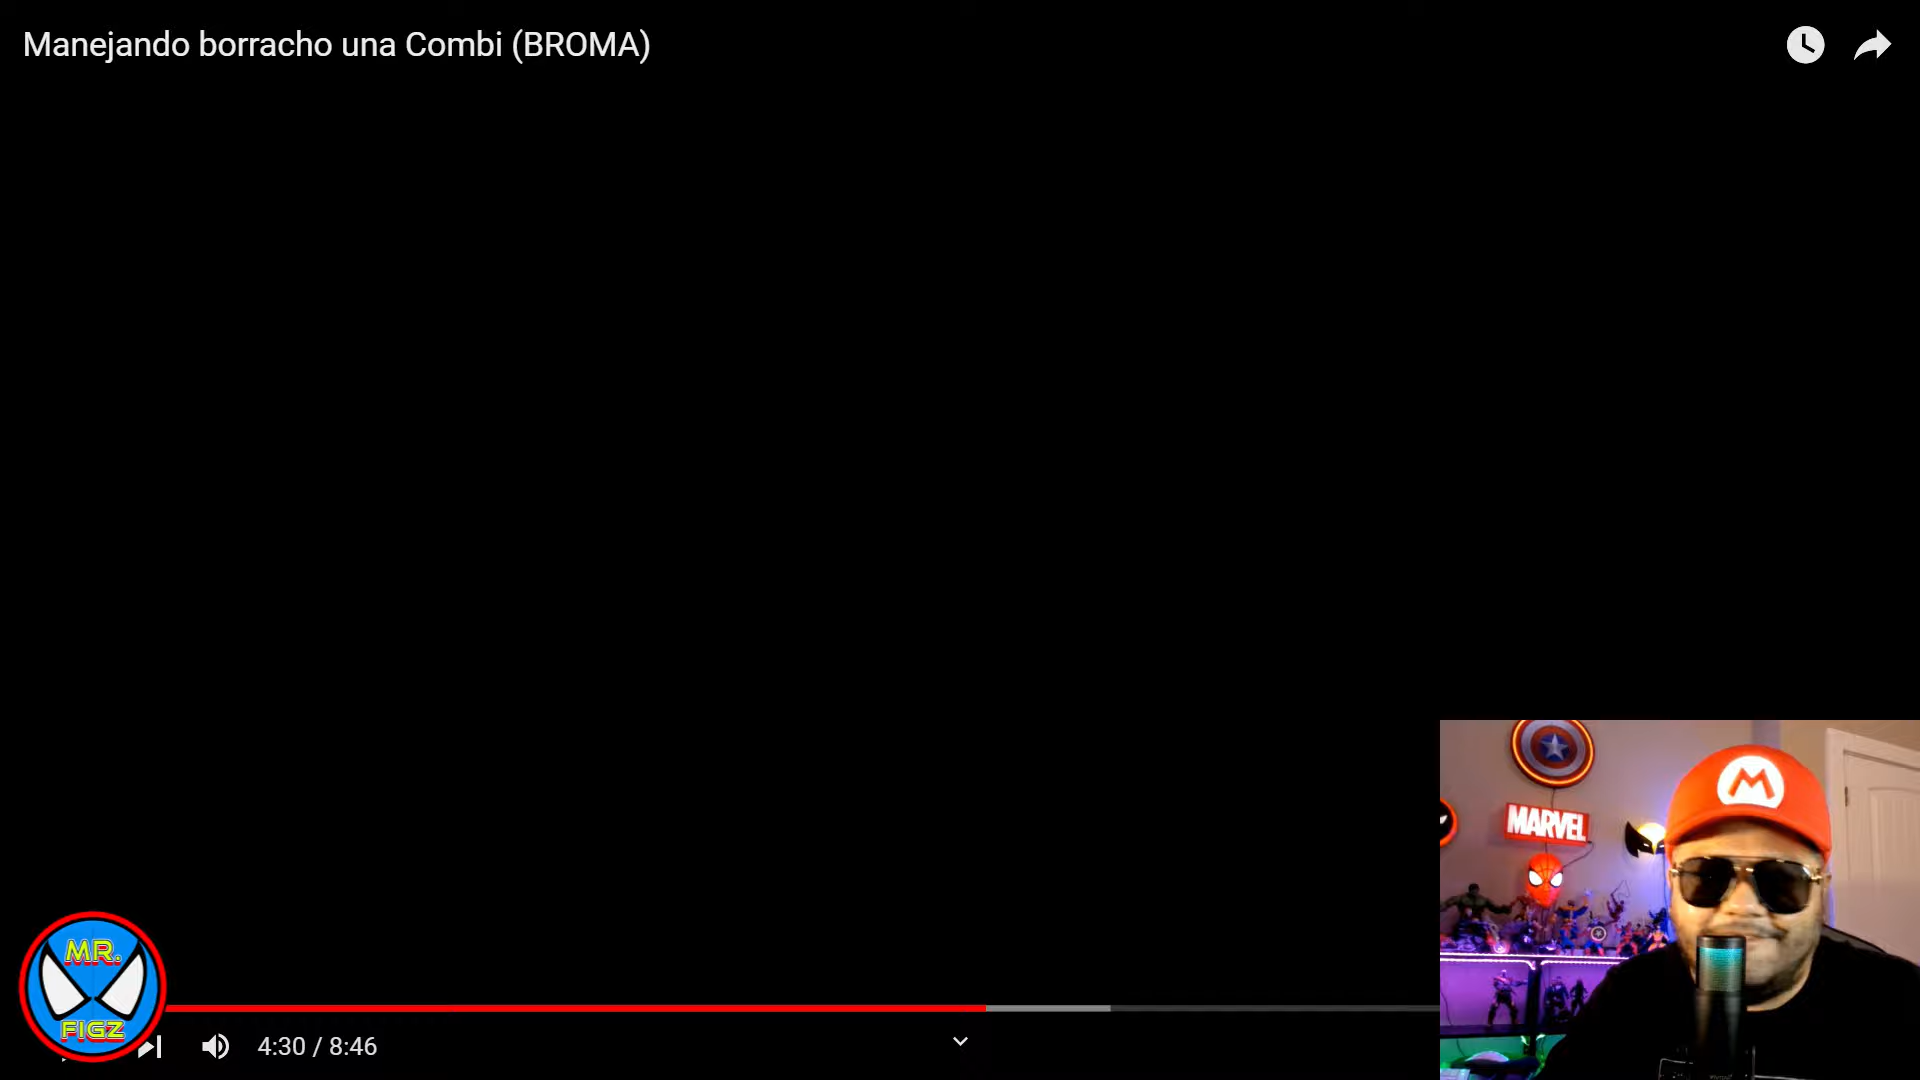 Manejando borracho una Combi (BROMA)
MARVEL
M
MR.
FIGZ
4:30 / 8:46